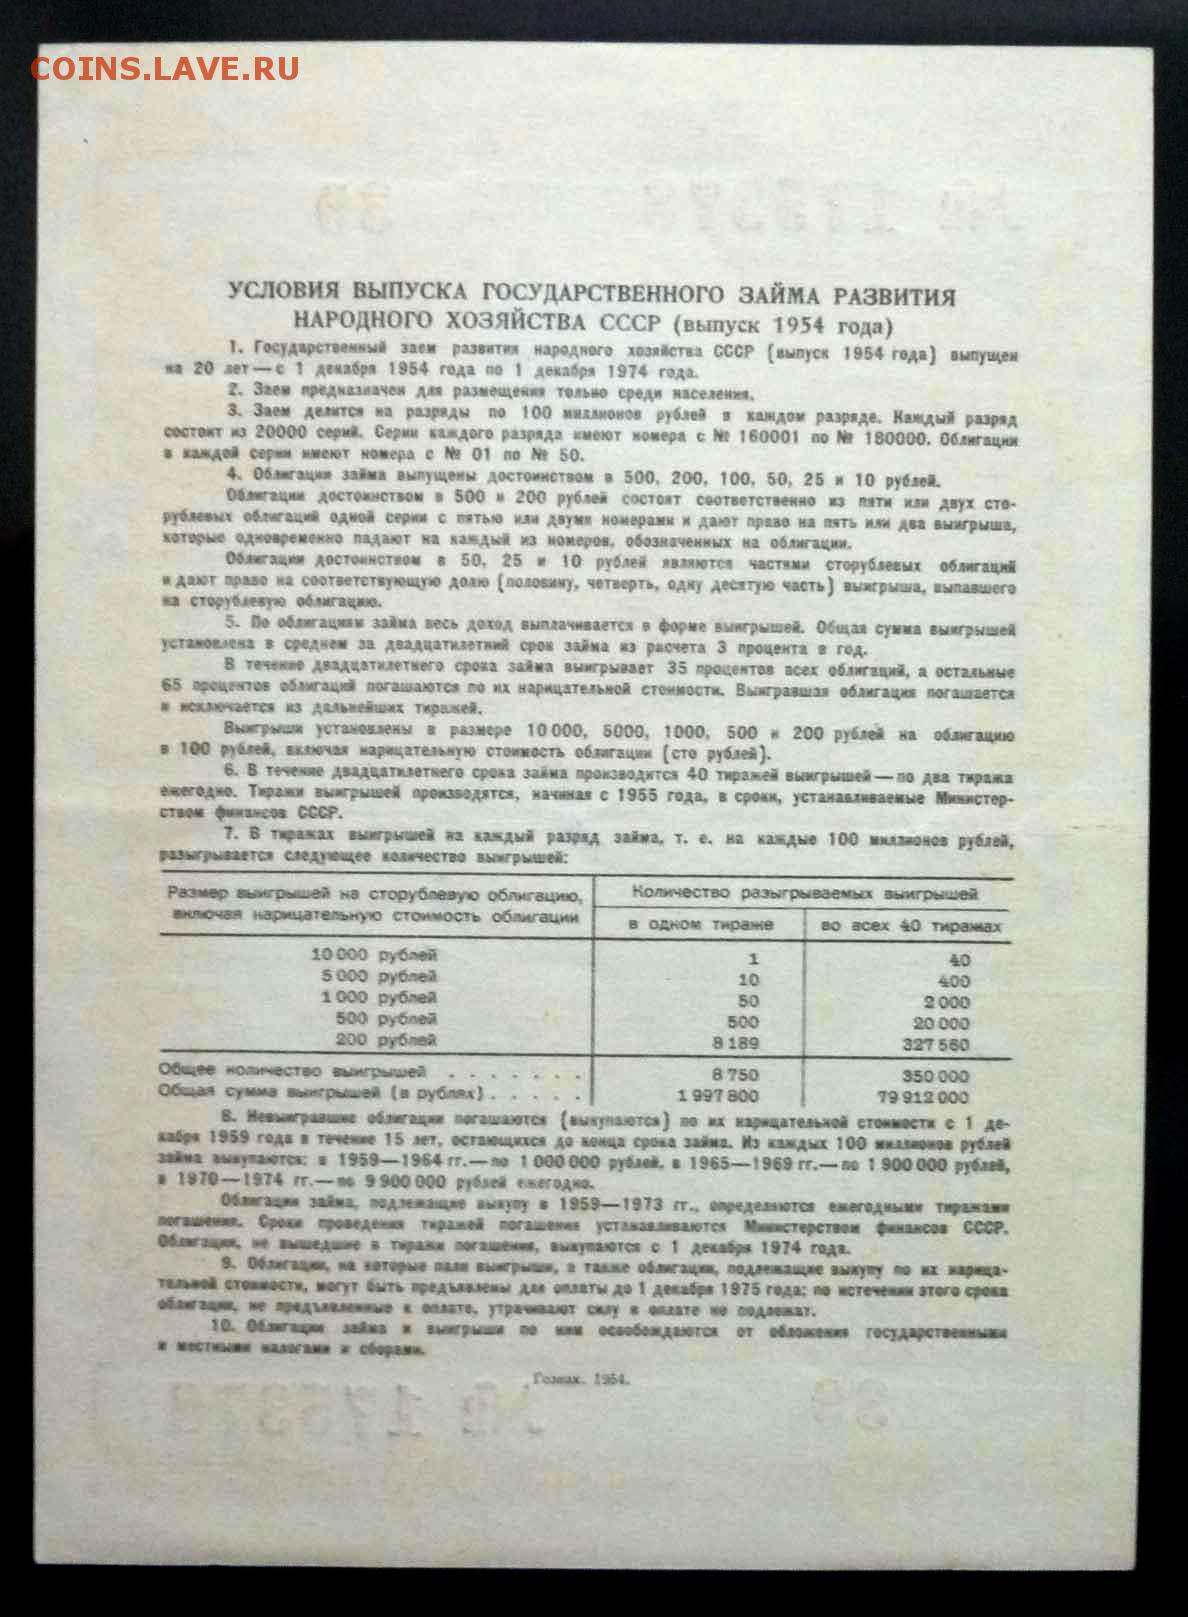 COINS.LAVE.RU
УСЛОВИЯ ВЫПУСКА ГОСУДАРСТВЕННОГО ЗАЙМА РАЗВИТИЯ
НАРОДНОГО ХОЗЯЙСТВА СССР (выпуск 1954 года)
1. Государственный заем развития народного хозяйства СССР (выпуск 1954 года) выпущен
на 20 лет — с 1 декабря 1954 года по 1 декабря 1974 года.
2. Заем предназначен для размещения только среди населения.
3. Заем делится на разряды по 100 миллионов рублей в каждом разряде. Каждый разряд
состоит из 20000 серий. Серии каждого разряда имеют номера с № 160001 по № 180000. Облигации
в каждой серии имеют номера с № 01 по № 50.
4. Облигации займа выпущены достоинством в 500, 200, 100, 50, 25 и 10 рублей.
Облигации достоинством в 500 и 200 рублей состоят соответственно из пяти или двух сто-
рублевых облигаций одной серии с пятью или двумя номерами и дают право на пять или два выигрыша,
которые одновременно падают на каждый из номеров, обозначенных на облигации.
Облигации достоинством в 50, 25 и 10 рублей являются частями сторублевых облигаций
и дают право на соответствующую долю (половину, четверть, одну десятую часть) выигрыша, выпавшего
на сторублевую облигацию.
5. По облигациям займа весь доход выплачивается в форме выигрышей. Общая сумма выигрышей
установлена в среднем за двадцатилетний срок займа из расчета 3 процента в год.
В течение двадцатилетнего срока займа выигрывает 35 процентов всех облигаций, а остальные
65 процентов облигаций погашаются по их нарицательной стоимости. Выигравшая облигация погашается
и исключается из дальнейших тиражей.
Выигрыши установлены в размере 10 000, 5000, 1000, 500 и 200 рублей на облигацию
в 100 рублей, включая нарицательную стоимость облигации (сто рублей).
6. В течение двадцатилетнего срока займа производится 40 тиражей выигрышей — по два тиража
ежегодно. Тиражи выигрышей производятся, начиная с 1955 года, в сроки, устанавливаемые Министер-
ством финансов СССР.
7. В тиражах выигрышей на каждый разряд займа, т. е. на каждые 100 миллионов рублей,
разыгрывается следующее количество выигрышей:
Размер выигрышей на сторублевую облигацию, Количество разыгрываемых выигрышей
включая нарицательную стоимость облигации в одном тираже во всех 40 тиражах
10 000 рублей 1 40
5 000 рублей 10 400
1 000 рублей 50 2 000
500 рублей 500 20 000
200 рублей 8 189 327 560
Общее количество выигрышей . . . . . . . 8 750 350 000
Общая сумма выигрышей (в рублях) . . . . . 1 997 800 79 912 000
8. Невыигравшие облигации погашаются (выкупаются) по их нарицательной стоимости с 1 де-
кабря 1959 года в течение 15 лет, остающихся до конца срока займа. Из каждых 100 миллионов рублей
займа выкупаются: в 1959—1964 гг. — по 1 000 000 рублей, в 1965—1969 гг. — по 1 900 000 рублей,
в 1970—1974 гг. — по 9 900 000 рублей ежегодно.
Облигации займа, подлежащие выкупу в 1959—1973 гг., определяются ежегодными тиражами
погашения. Сроки проведения тиражей погашения устанавливаются Министерством финансов СССР.
Облигации, не вышедшие в тиражи погашения, выкупаются с 1 декабря 1974 года.
9. Облигации, на которые пали выигрыши, а также облигации, подлежащие выкупу по их нарица-
тельной стоимости, могут быть предъявлены для оплаты до 1 декабря 1975 года; по истечении этого срока
облигации, не предъявленные к оплате, утрачивают силу и оплате не подлежат.
10. Облигации займа и выигрыши по ним освобождаются от обложения государственными
и местными налогами и сборами.
Гознак. 1954.